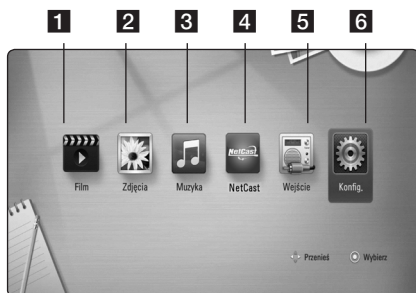 1 2 3 4 5 6
NetCast
Film Zdjęcia Muzyka NetCast Wejście Konfig.
Przenieś Wybierz